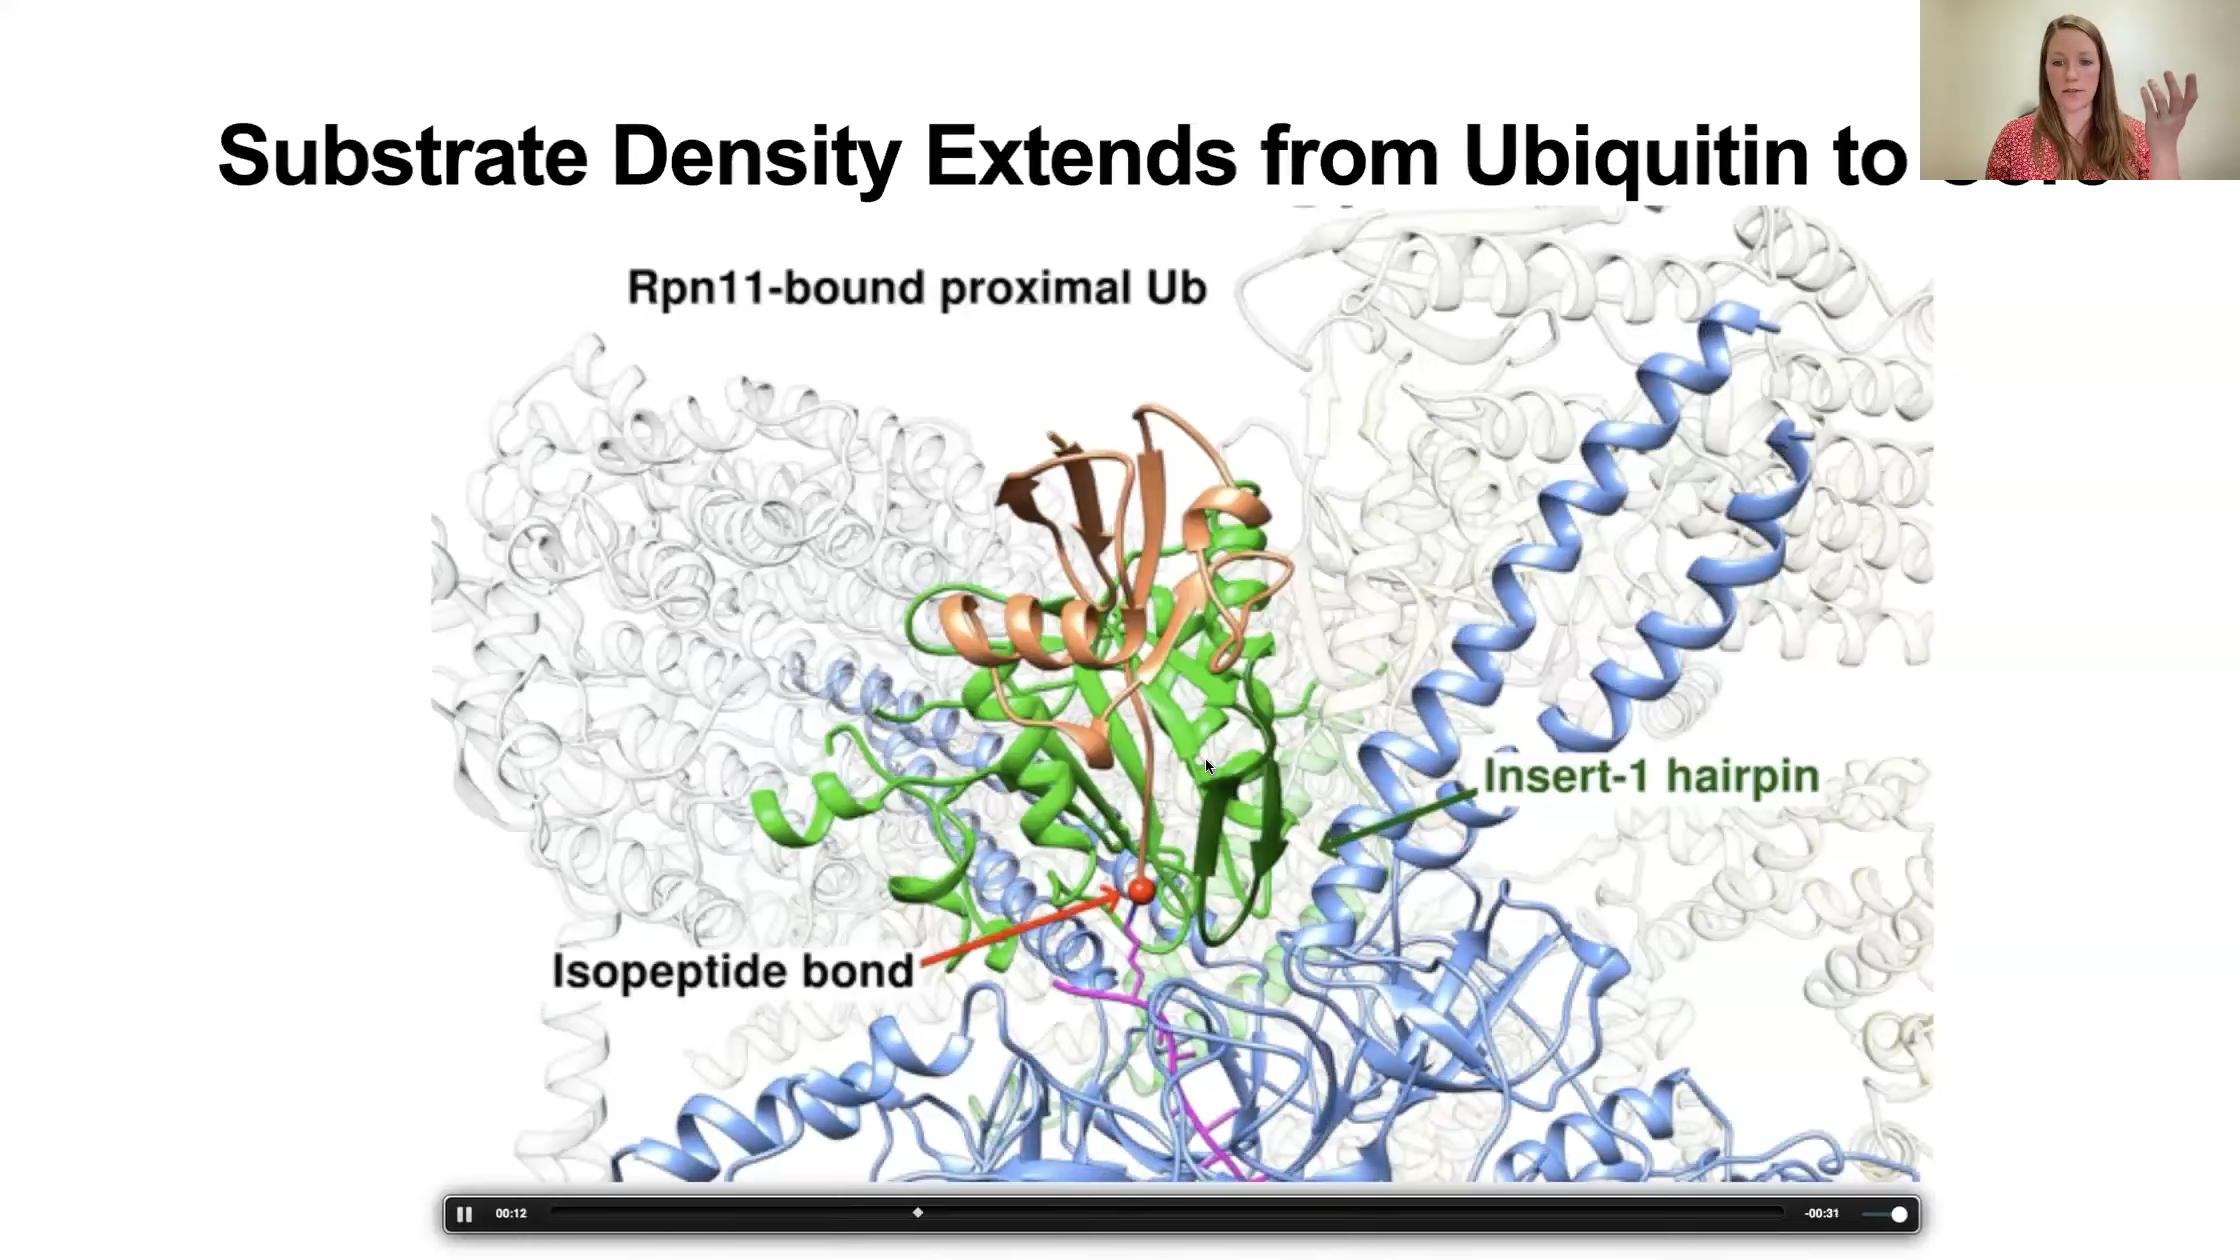 Substrate Density Extends from Ubiquitin to
Rpn11-bound proximal Ub
Insert-1 hairpin
Isopeptide bond
00:12
-00:31